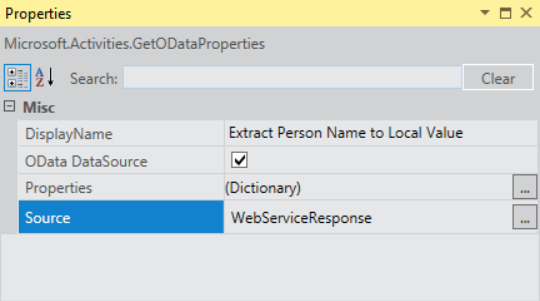 Properties
Microsoft.Activities.GetODataProperties
Search: Clear
Misc
DisplayName Extract Person Name to Local Value
OData DataSource
Properties (Dictionary) ...
Source WebServiceResponse ...